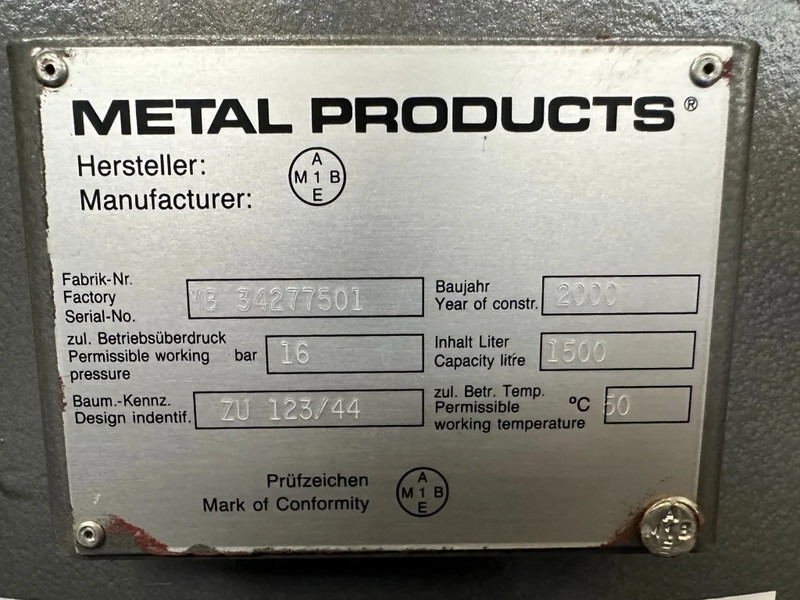 METAL PRODUCTS®
Hersteller:
Manufacturer:
A
M 1 B
E
Fabrik-Nr.
Factory
Serial-No.
34277501
Baujahr
Year of constr.
2000
zul. Betriebsüberdruck
Permissible working bar
pressure
16
Inhalt Liter
Capacity litre
1500
Baum.-Kennz.
Design indentif.
ZU 123/44
zul. Betr. Temp.
Permissible °C
working temperature
Prüfzeichen
Mark of Conformity
A
M 1 B
E
A
M 1 B